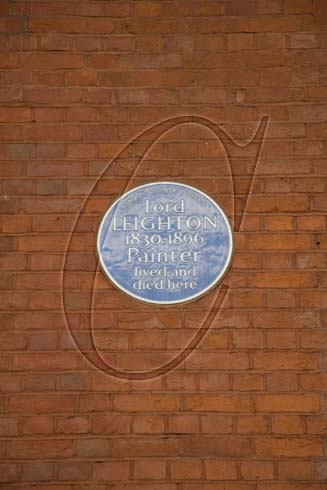 Lord
LEIGHTON
1830-1896
Painter
lived and
died here